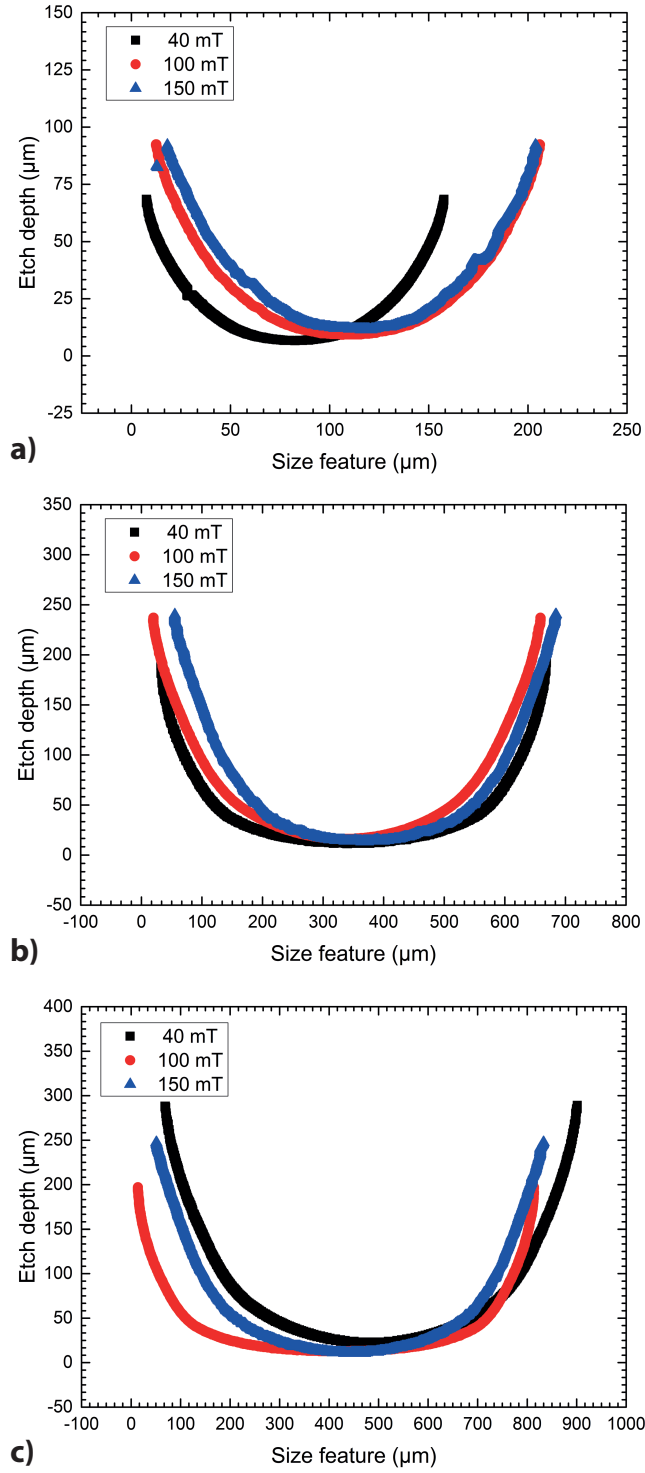 150
125
100
75
50
25
0
-25
40 mT
100 mT
150 mT
Etch depth (µm)
0 50 100 150 200 250
Size feature (µm)
a)
350
300
250
200
150
100
50
0
-50
40 mT
100 mT
150 mT
Etch depth (µm)
-100 0 100 200 300 400 500 600 700 800
Size feature (µm)
b)
400
350
300
250
200
150
100
50
0
-50
40 mT
100 mT
150 mT
Etch depth (µm)
-100 0 100 200 300 400 500 600 700 800 900 1000
Size feature (µm)
c)